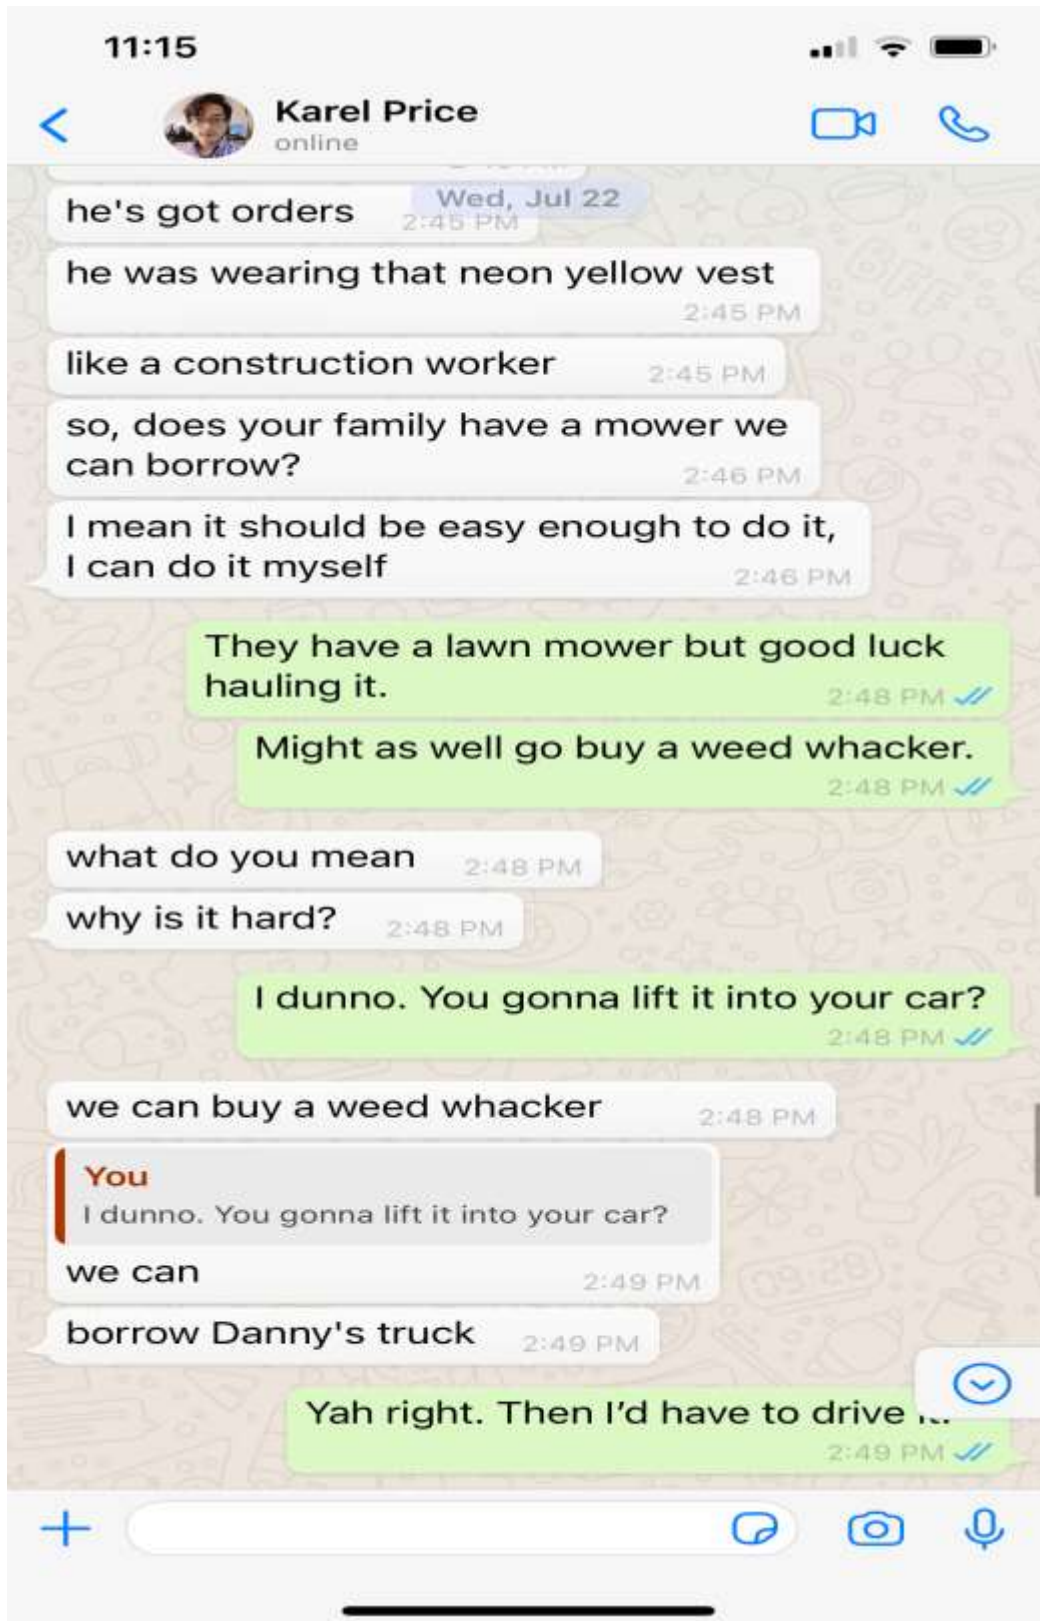 11:15
Karel Price
online
Wed, Jul 22
he's got orders
2:45 PM
he was wearing that neon yellow vest
2:45 PM
like a construction worker
2:45 PM
so, does your family have a mower we
can borrow?
2:46 PM
I mean it should be easy enough to do it,
I can do it myself
2:46 PM
They have a lawn mower but good luck
hauling it.
2:48 PM
Might as well go buy a weed whacker.
2:48 PM
what do you mean
2:48 PM
why is it hard?
2:48 PM
I dunno. You gonna lift it into your car?
2:48 PM
we can buy a weed whacker
2:48 PM
You
I dunno. You gonna lift it into your car?
we can
2:49 PM
borrow Danny's truck
2:49 PM
Yah right. Then I'd have to drive
2:49 PM